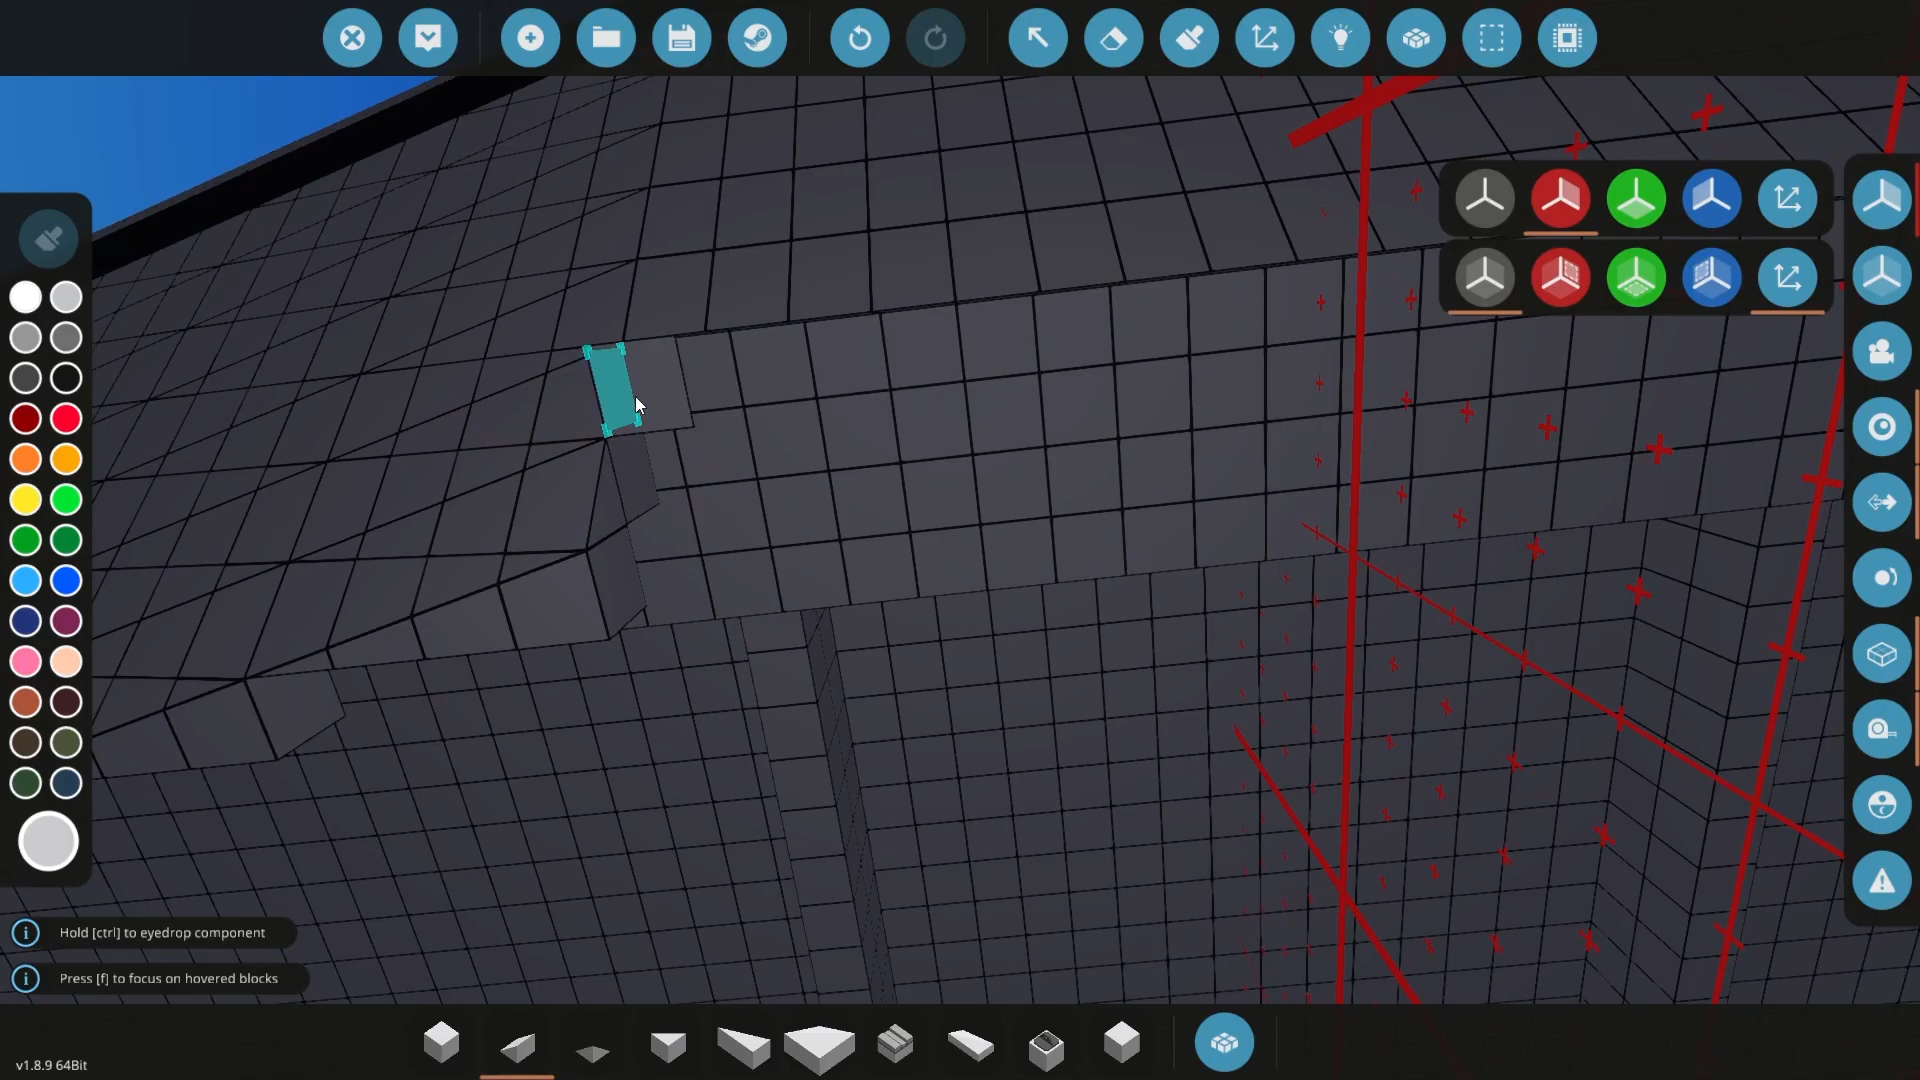 Hold [ctrl] to eyedrop component
Press [f] to focus on hovered blocks
v1.8.9 64Bit